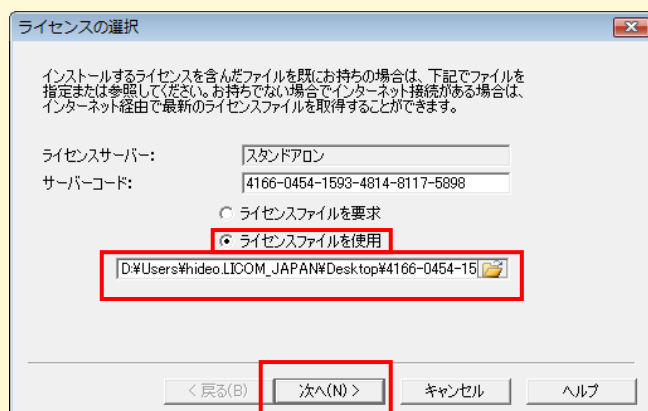 ライセンスの選択
インストールするライセンスを含んだファイルを既にお持ちの場合は、下記でファイルを
指定または参照してください。お持ちでない場合でインターネット接続がある場合は、
インターネット経由で最新のライセンスファイルを取得することができます。
ライセンスサーバー: スタンドアロン
サーバーコード: 4166-0454-1593-4814-8117-5898
ライセンスファイルを要求
ライセンスファイルを使用
D:¥Users¥hideo.LICOM_JAPAN¥Desktop¥4166-0454-15
< 戻る(B) 次へ(N) > キャンセル ヘルプ